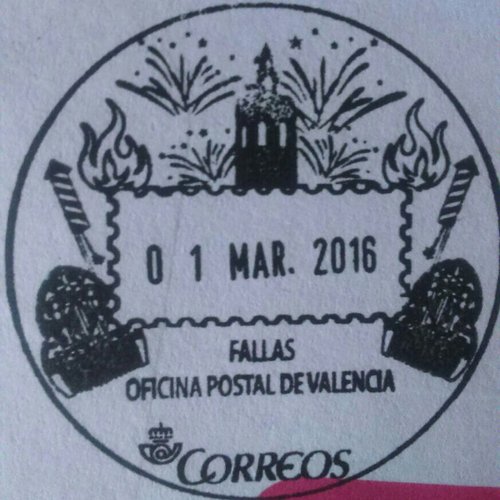 0 1 MAR. 2016
FALLAS
OFICINA POSTAL DE VALENCIA
CORREOS